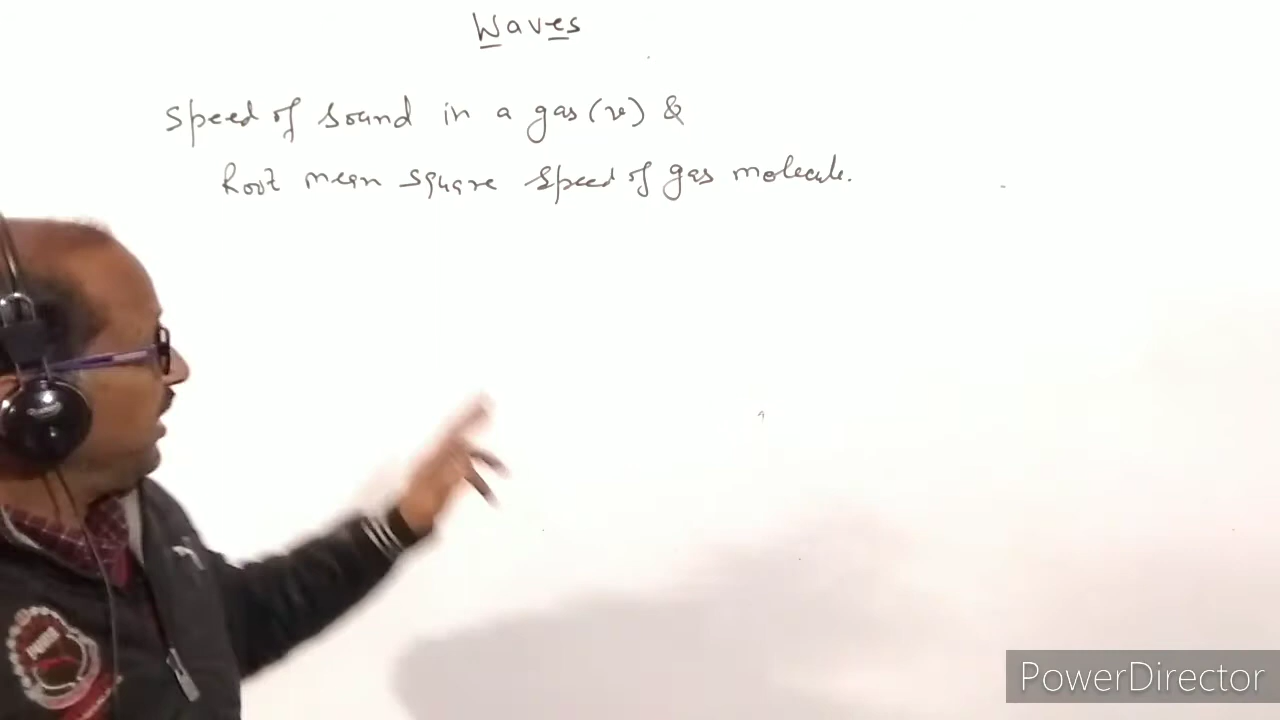 Waves
Speed of sound in a gas (v) &
Root mean square speed of gas molecule.
PowerDirector